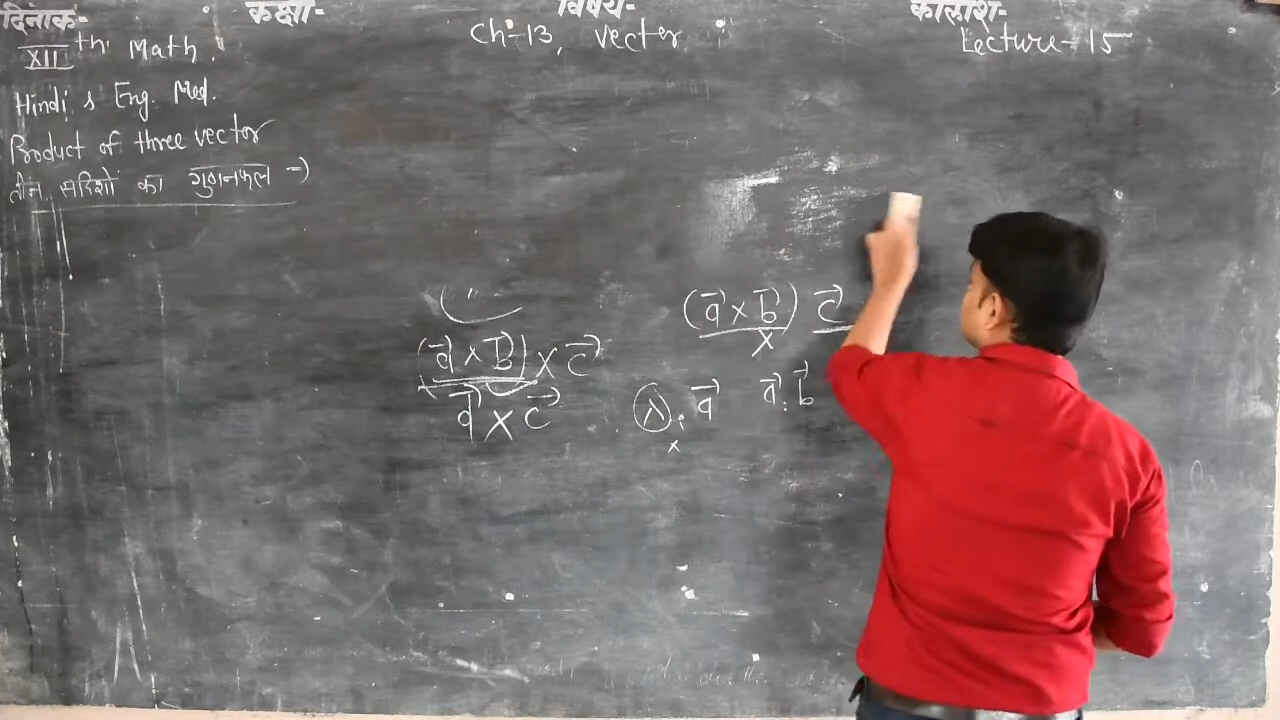 दिनांक- कक्षा- विषय- कालांश-
XII th Math. Ch-13, Vector Lecture-15
Hindi & Eng. Med.
Product of three vector
तीन सदिशों का गुणनफल →
(a⃗ × b⃗) c⃗
×
(a⃗ × b⃗) × c⃗
a⃗ × c⃗ λ. a⃗ a⃗. b⃗
×